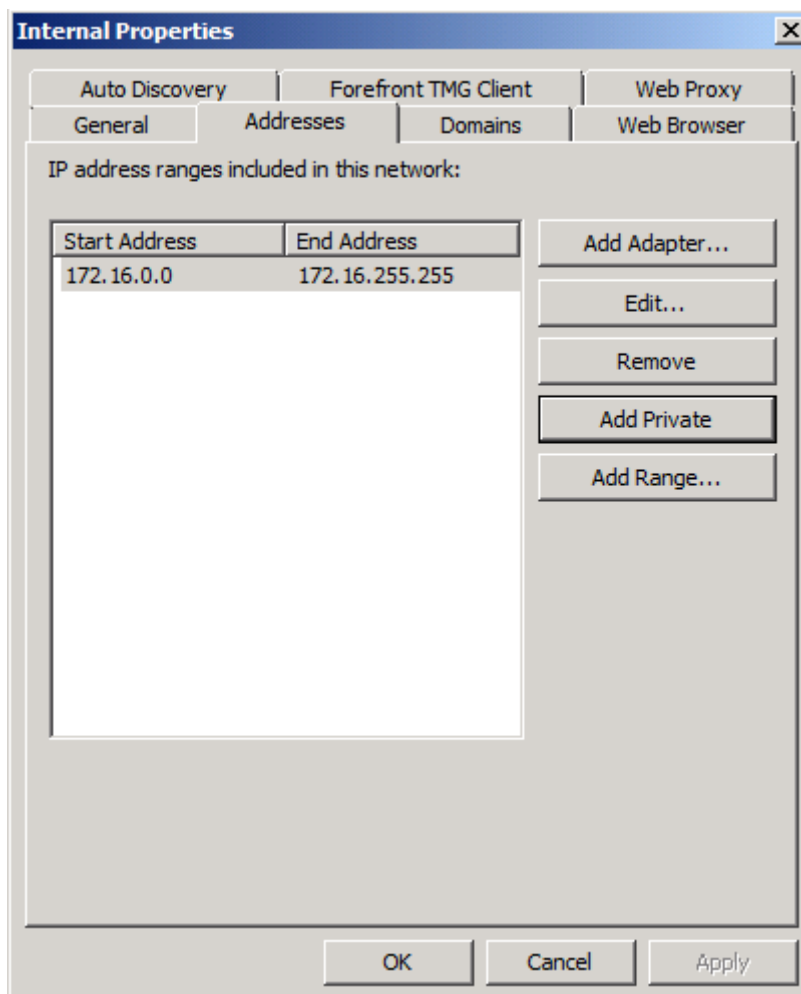 Internal Properties
Auto Discovery Forefront TMG Client Web Proxy
General Addresses Domains Web Browser
IP address ranges included in this network:
Start Address End Address
172.16.0.0 172.16.255.255
Add Adapter...
Edit...
Remove
Add Private
Add Range...
OK Cancel Apply